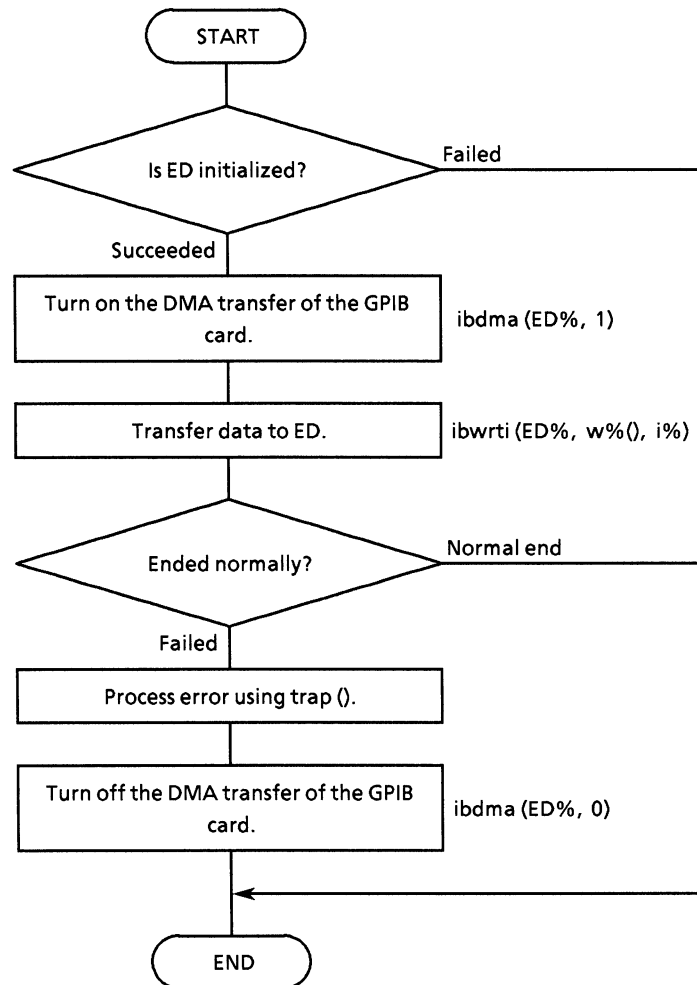 START
Is ED initialized?
Failed
Succeeded
Turn on the DMA transfer of the GPIB
card.
ibdma (ED%, 1)
Transfer data to ED.
ibwrti (ED%, w%(), i%)
Ended normally?
Normal end
Failed
Process error using trap ().
Turn off the DMA transfer of the GPIB
card.
ibdma (ED%, 0)
END